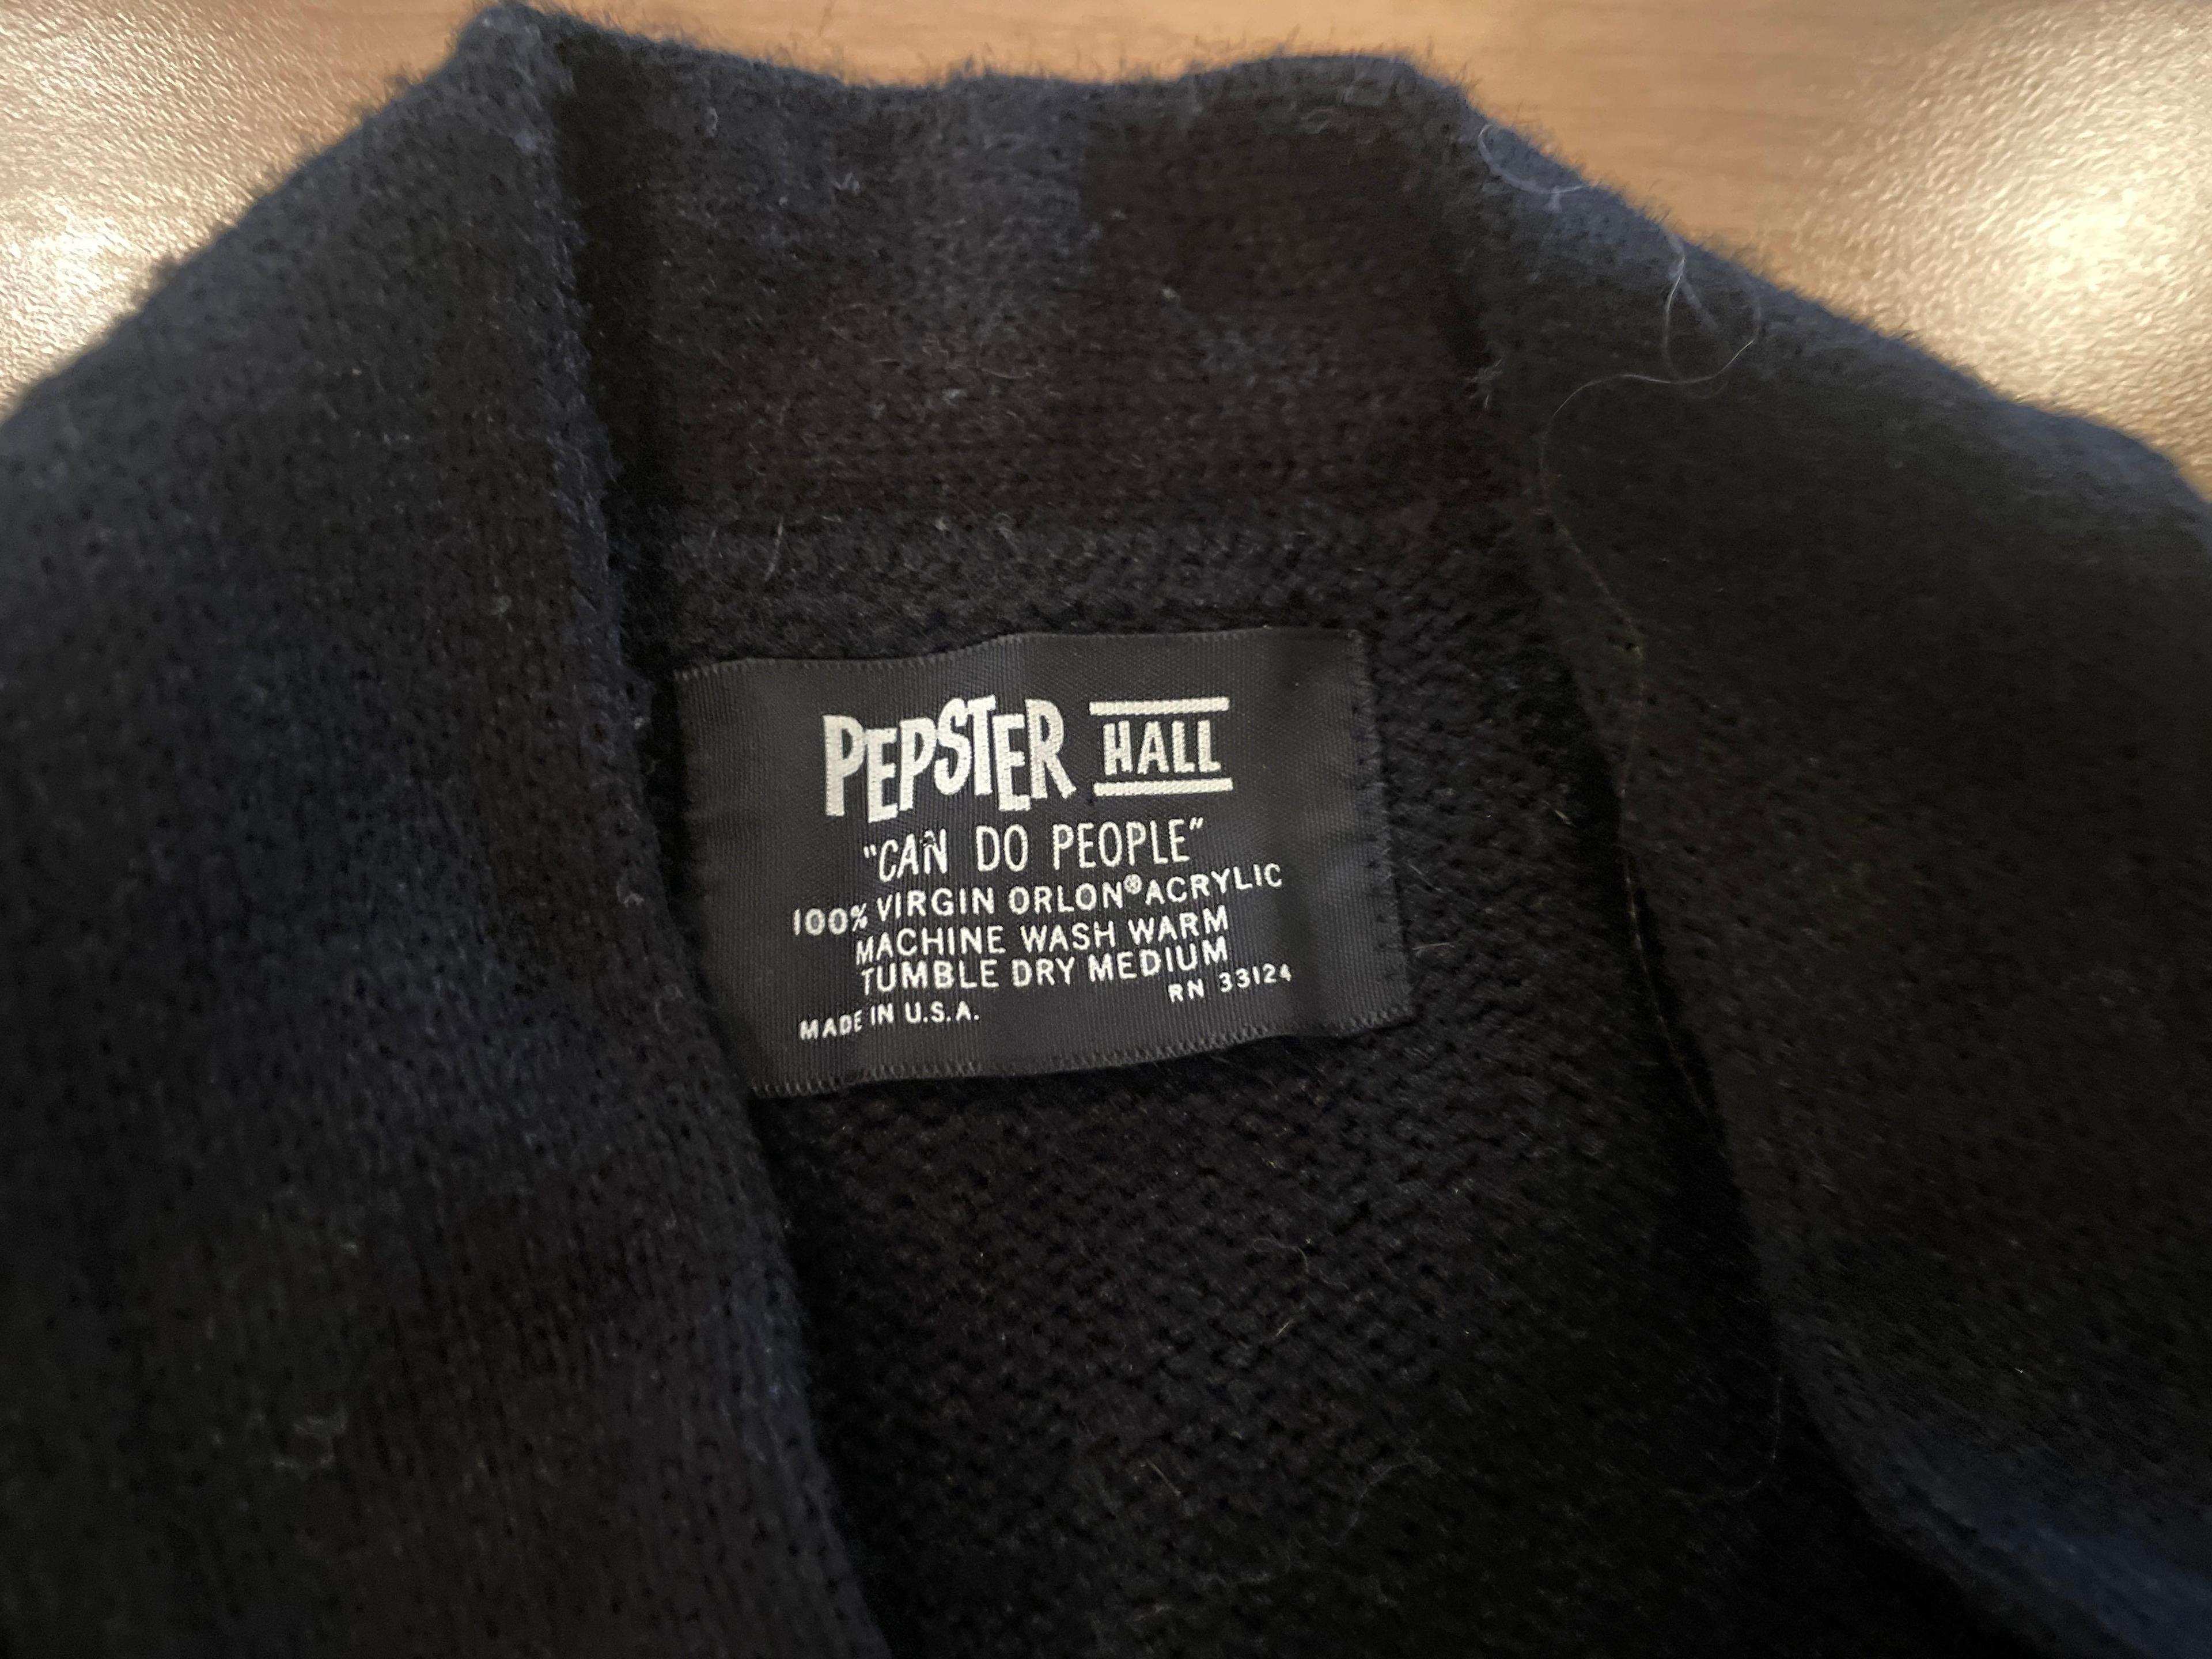 PEPSTER HALL
"CAN DO PEOPLE"
100% VIRGIN ORLON® ACRYLIC
MACHINE WASH WARM
TUMBLE DRY MEDIUM
MADE IN U.S.A. RN 33124